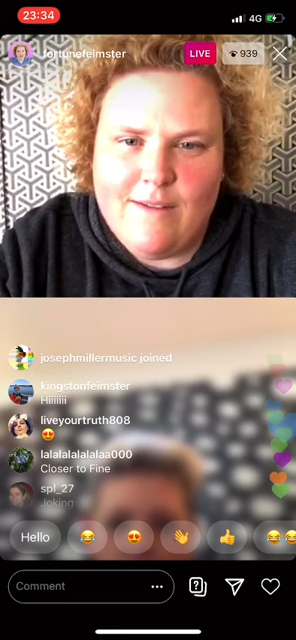 23:34
4G
fortunefeimster
LIVE
939
josephmillermusic joined
kingstonfeimster
Hiiiiiii
liveyourtruth808
lalalalalalalaa000
Closer to Fine
spl_27
Joking
Hello
Comment